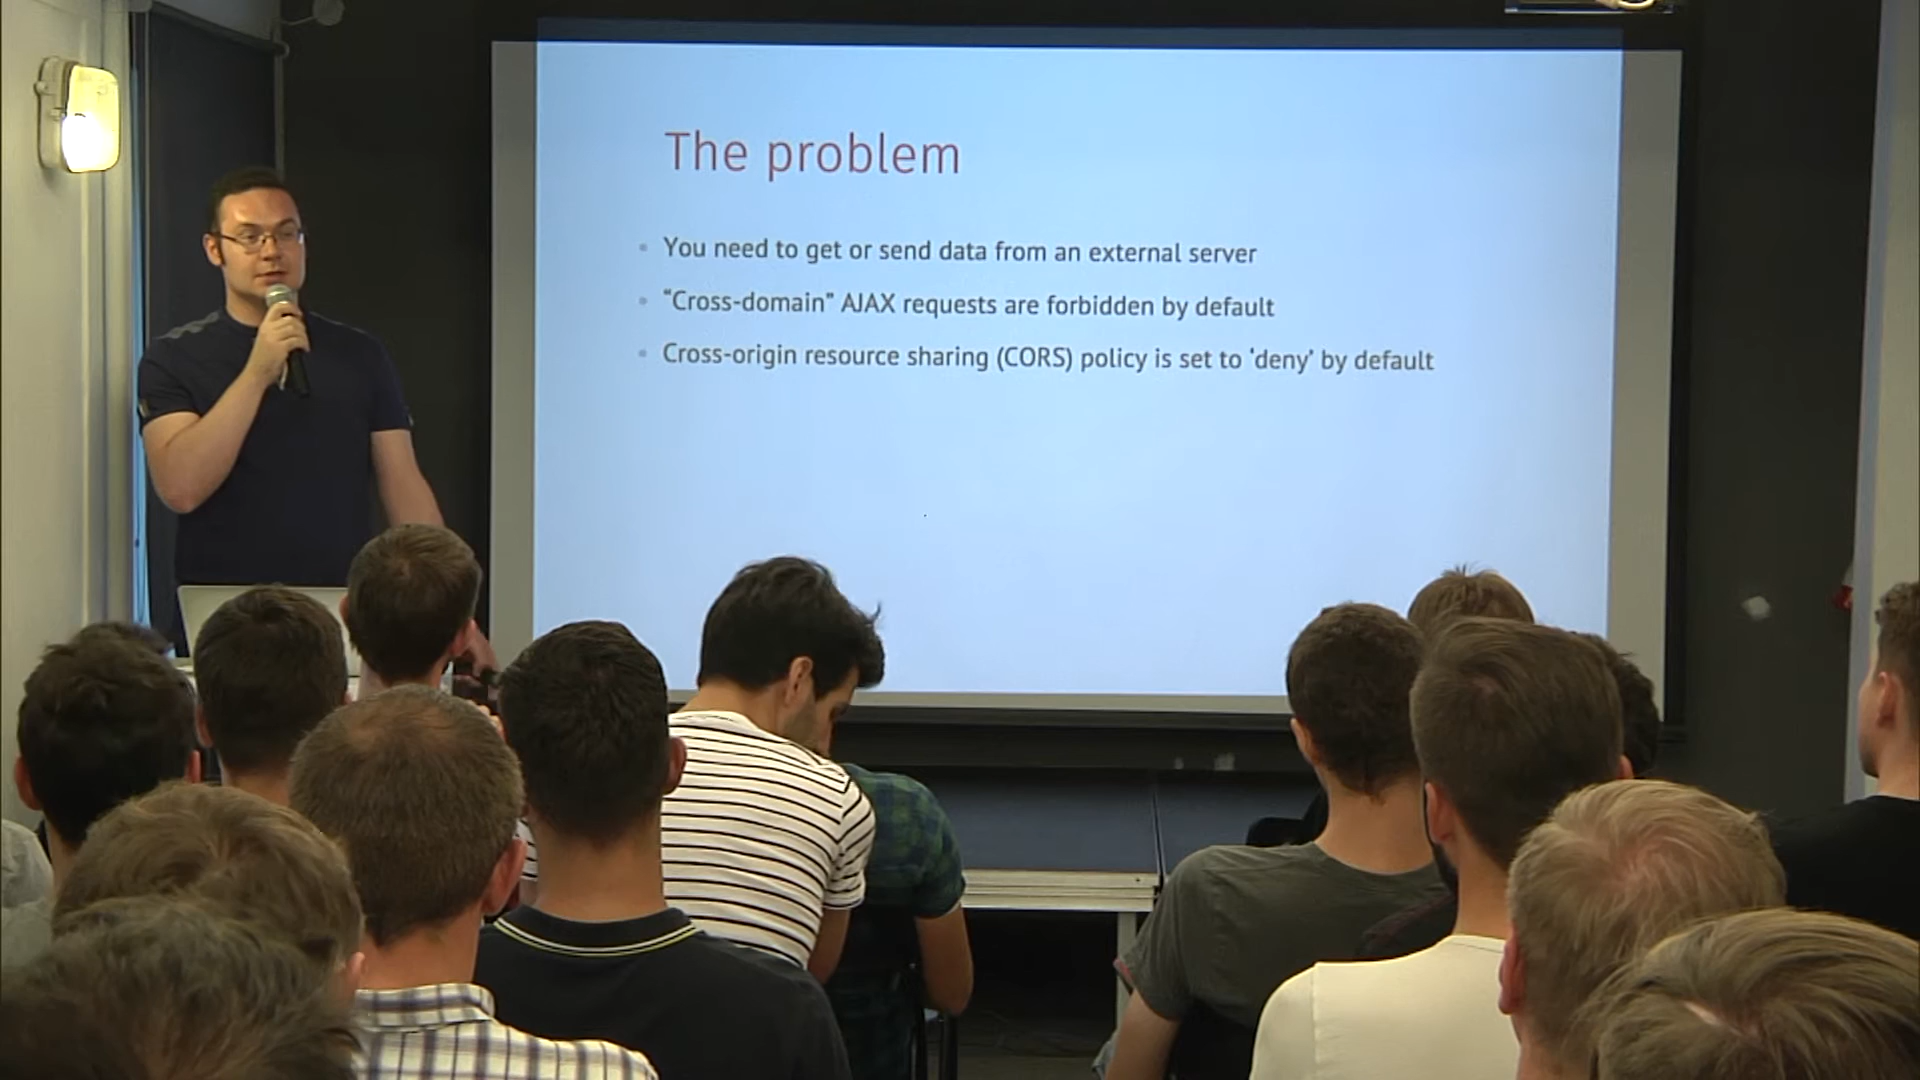 The problem
You need to get or send data from an external server
“Cross-domain” AJAX requests are forbidden by default
Cross-origin resource sharing (CORS) policy is set to ‘deny’ by default